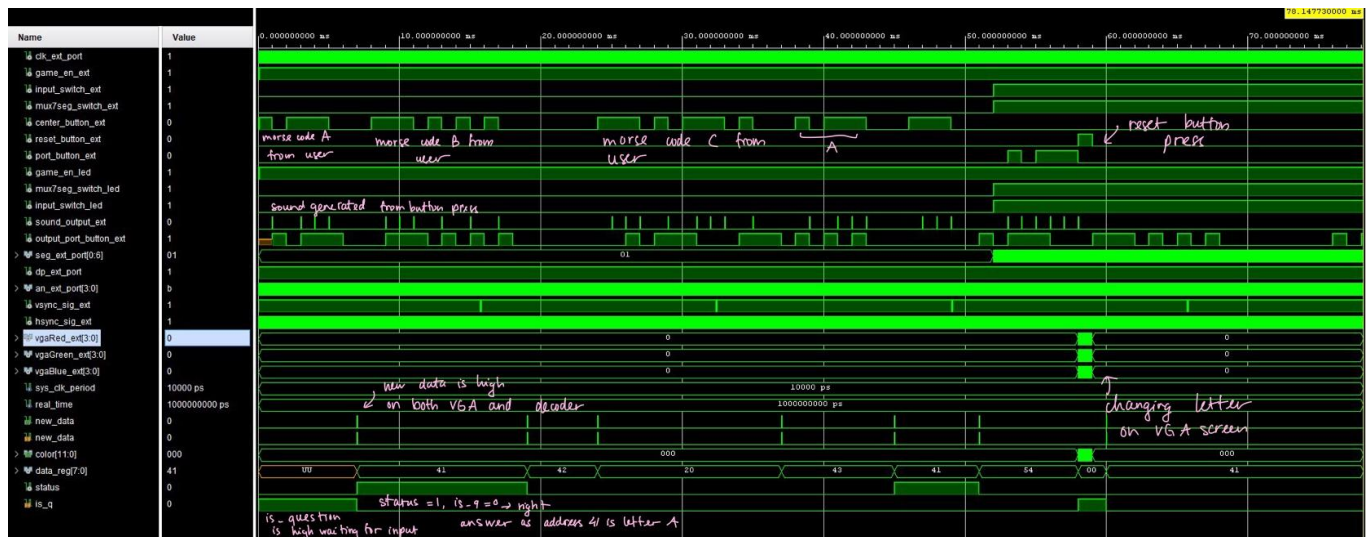 78.147730000 ms
Name
Value
0.000000000 ms
10.000000000 ms
20.000000000 ms
30.000000000 ms
40.000000000 ms
50.000000000 ms
60.000000000 ms
70.000000000 ms
clk_ext_port
1
game_en_ext
1
input_switch_ext
1
mux7seg_switch_ext
1
center_button_ext
0
reset_button_ext
0
morse code A
from user
morse code B from
user
morse code C from
user
A
reset button
press
port_button_ext
0
game_en_led
1
mux7seg_switch_led
1
input_switch_led
1
sound generated from button press
sound_output_ext
0
output_port_button_ext
1
seg_ext_port[0:6]
01
01
dp_ext_port
1
an_ext_port[3:0]
b
vsync_sig_ext
1
hsync_sig_ext
1
vgaRed_ext[3:0]
0
0
0
vgaGreen_ext[3:0]
0
0
0
vgaBlue_ext[3:0]
0
0
0
sys_clk_period
10000 ps
10000 ps
real_time
1000000000 ps
1000000000 ps
new data is high
on both VGA and decoder
changing letter
on VGA screen
new_data
0
new_data
0
color[11:0]
000
000
000
data_reg[7:0]
41
UU
41
42
20
43
41
54
00
41
status
0
is_q
0
status = 1, is_q = 0 → right
answer as address 41 is letter A
is_question
is high waiting for input